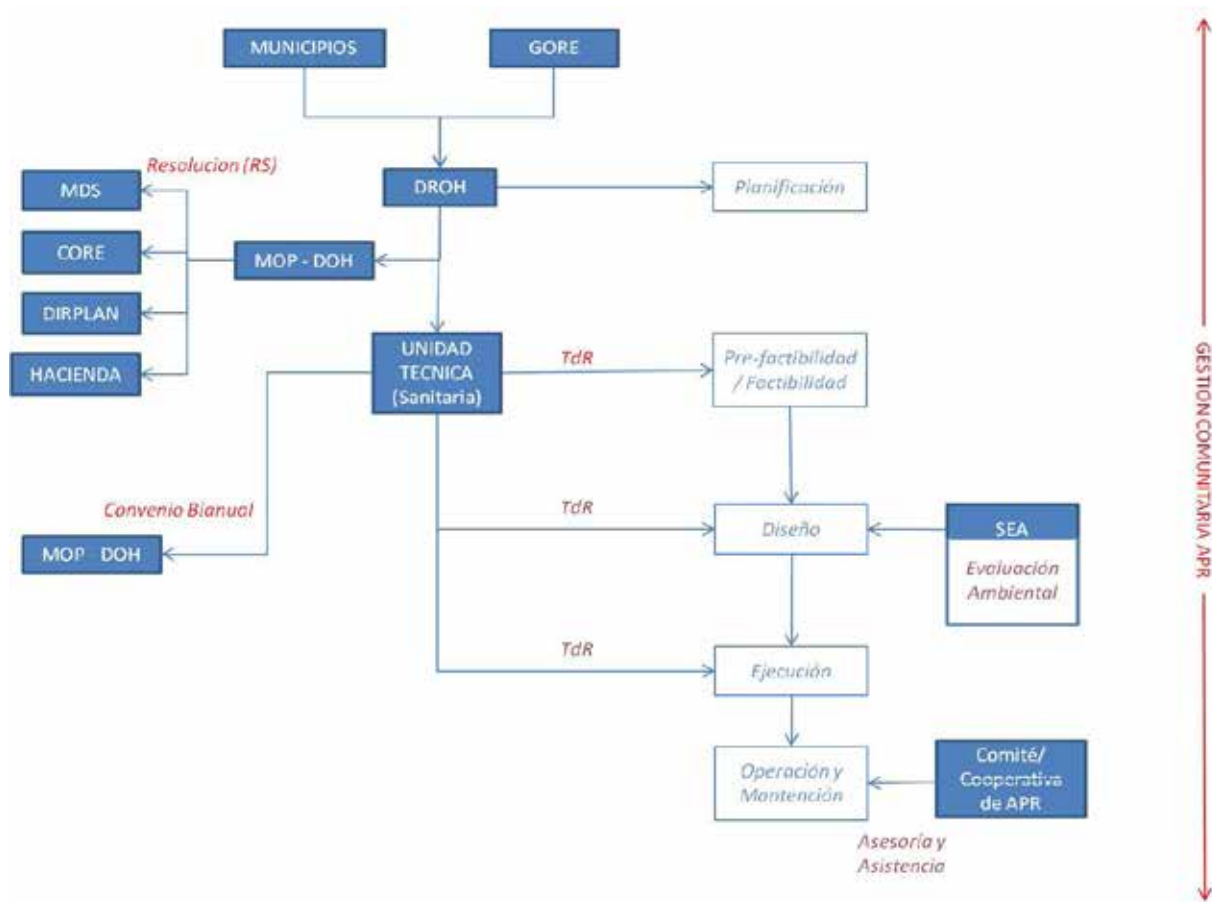 MUNICIPIOS
GORE
Resolucion (RS)
MDS
DROH
Planificación
CORE
MOP - DOH
DIRPLAN
HACIENDA
UNIDAD
TECNICA
(Sanitaria)
TdR
Pre-factibilidad
/ Factibilidad
Convenio Bianual
TdR
Diseño
SEA
MOP DOH
Evaluación
Ambiental
TdR
Ejecución
Operación y
Mantención
Comité/
Cooperativa
de APR
Asesoría y
Asistencia
GESTION COMUNITARIA APR